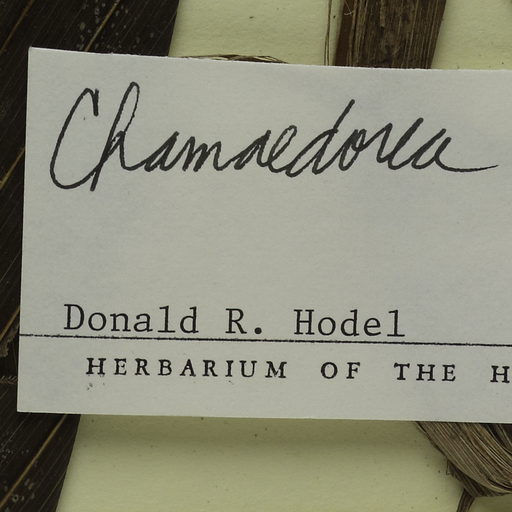 Chamaedorea
Donald R. Hodel
HERBARIUM OF THE H